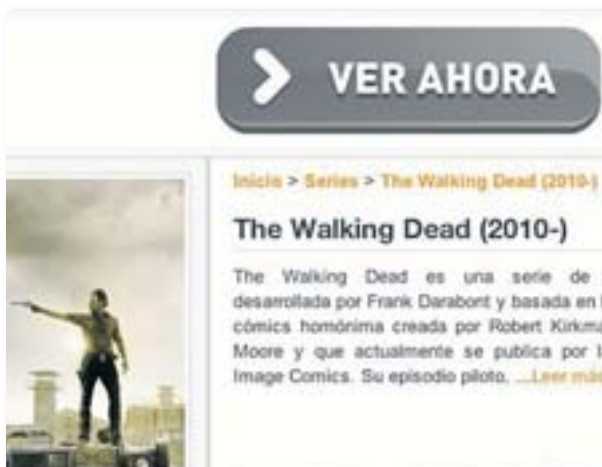 VER AHORA
Inicio > Series > The Walking Dead (2010-)
The Walking Dead (2010-)
The Walking Dead es una serie de
desarrollada por Frank Darabont y basada en
cómics homónima creada por Robert Kirkma
Moore y que actualmente se publica por
Image Comics. Su episodio piloto, ...Leer más